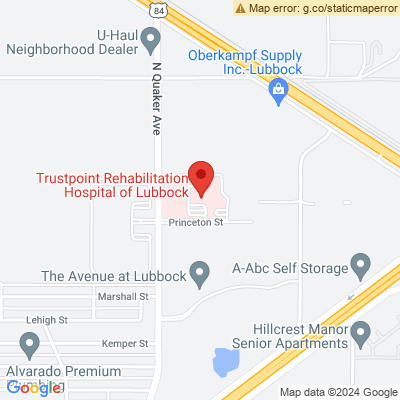 Map error: g.co/staticmaperror
84
U-Haul
Neighborhood Dealer
Oberkampf Supply
Inc.-Lubbock
N Quaker Ave
Trustpoint Rehabilitation
Hospital of Lubbock
Princeton St
The Avenue at Lubbock
A-Abc Self Storage
Marshall St
Lehigh St
Kemper St
Hillcrest Manor
Senior Apartments
Alvarado Premium
Plumbing
Google
Map data ©2024 Google